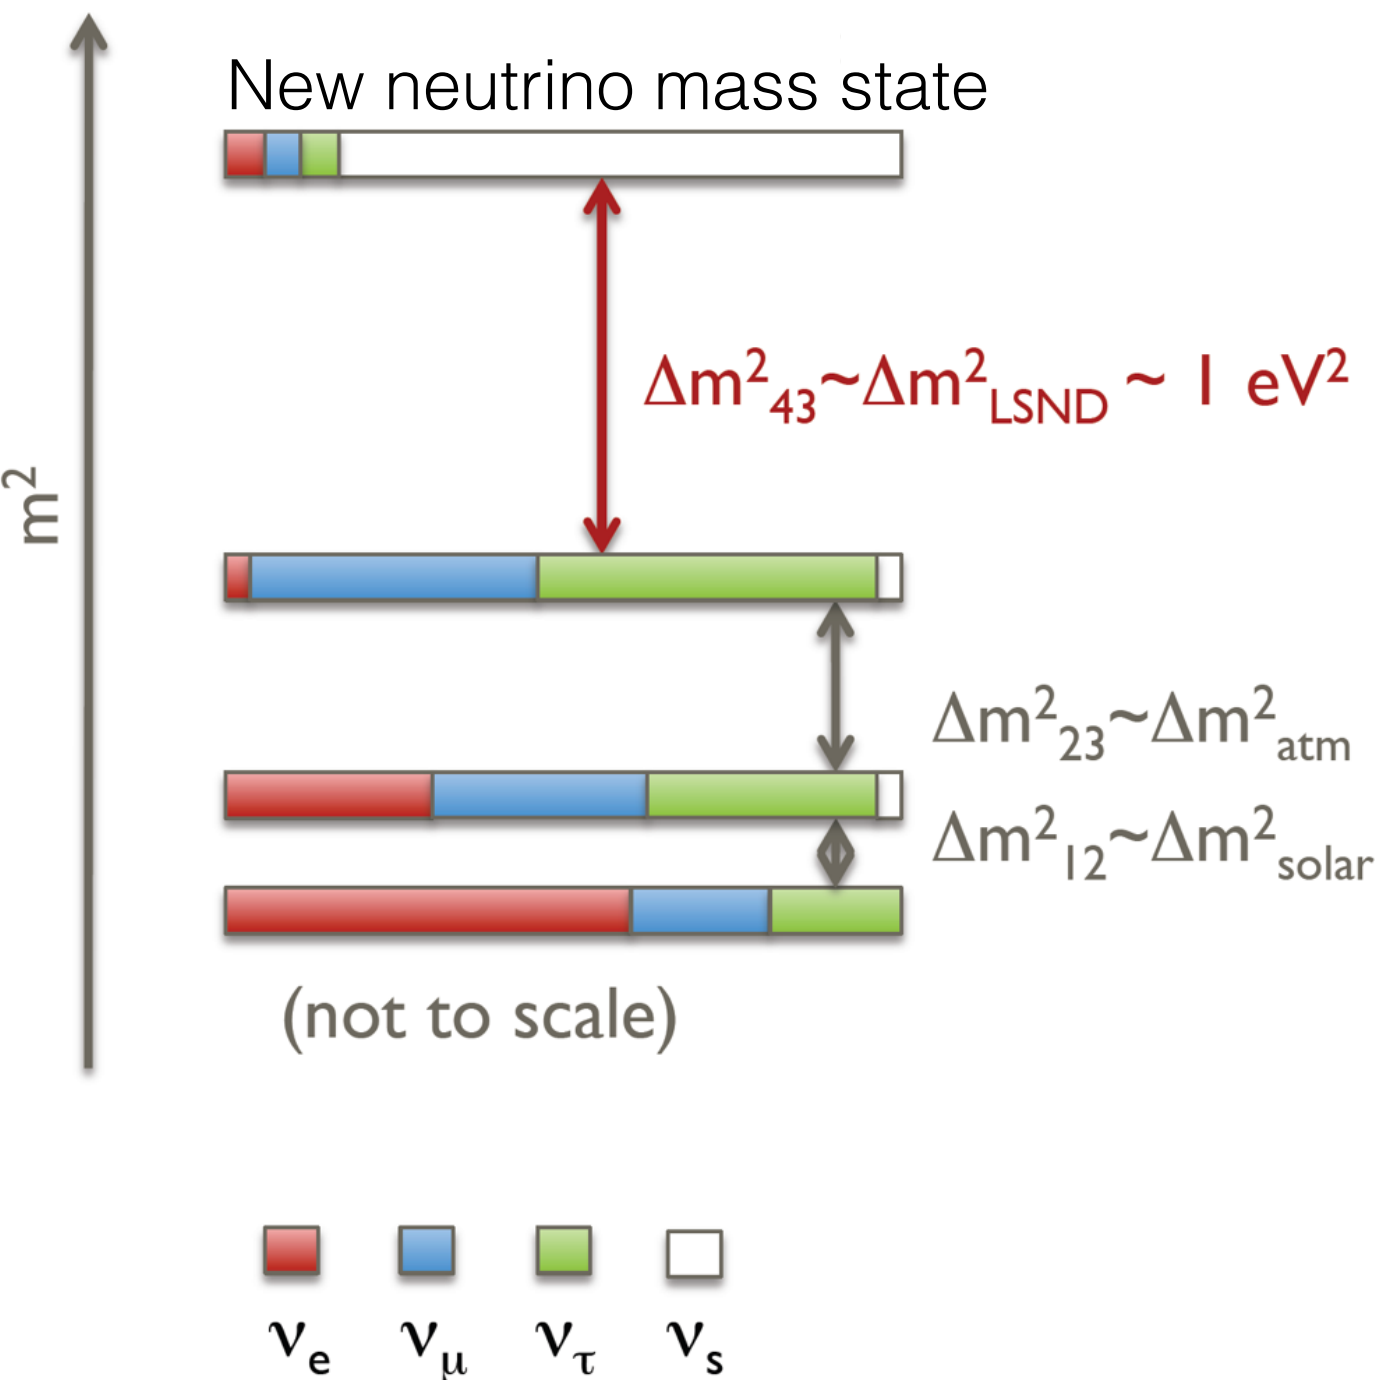 New neutrino mass state
Δm²₄₃~Δm²LSND ~ 1 eV²
m²
Δm²₂₃~Δm²atm
Δm²₁₂~Δm²solar
(not to scale)
νe νμ ντ νs